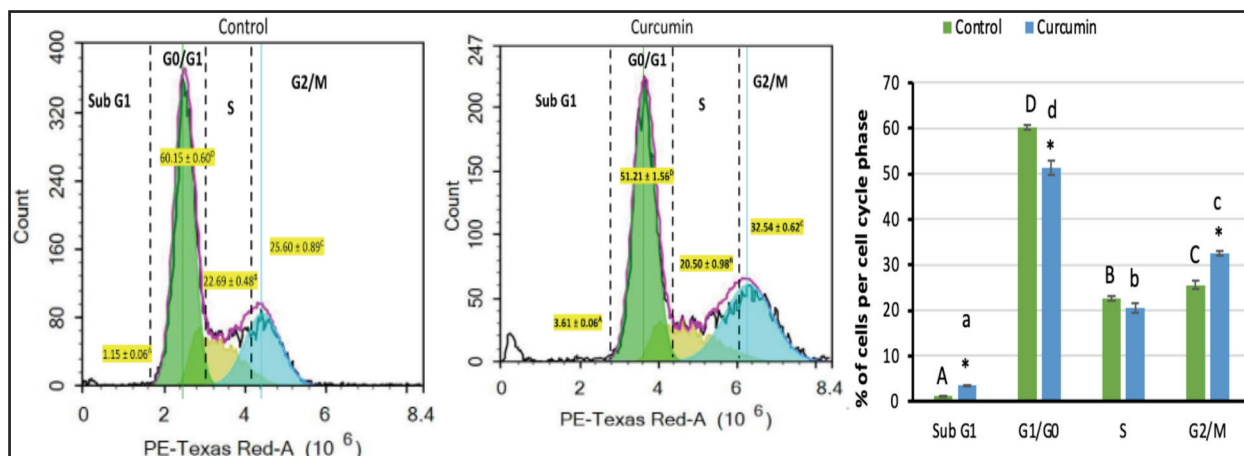 Control
400
320
240
160
80
0
Count
Sub G1
G0/G1
S
G2/M
60.15 ± 0.60ᴰ
25.60 ± 0.89ᶜ
22.69 ± 0.48ᴮ
1.15 ± 0.06ᴬ
0 2 4 6 8.4
PE-Texas Red-A (10 ⁶)
Curcumin
247
200
150
100
50
0
Count
Sub G1
G0/G1
S
G2/M
51.21 ± 1.56ᴰ
32.54 ± 0.62ᶜ
20.50 ± 0.98ᴮ
3.61 ± 0.06ᴬ
0 2 4 6 8.4
PE-Texas Red-A (10 ⁶)
Control Curcumin
% of cells per cell cycle phase
70
60
50
40
30
20
10
0
A
a
*
D
d
*
B
b
C
c
*
Sub G1 G1/G0 S G2/M